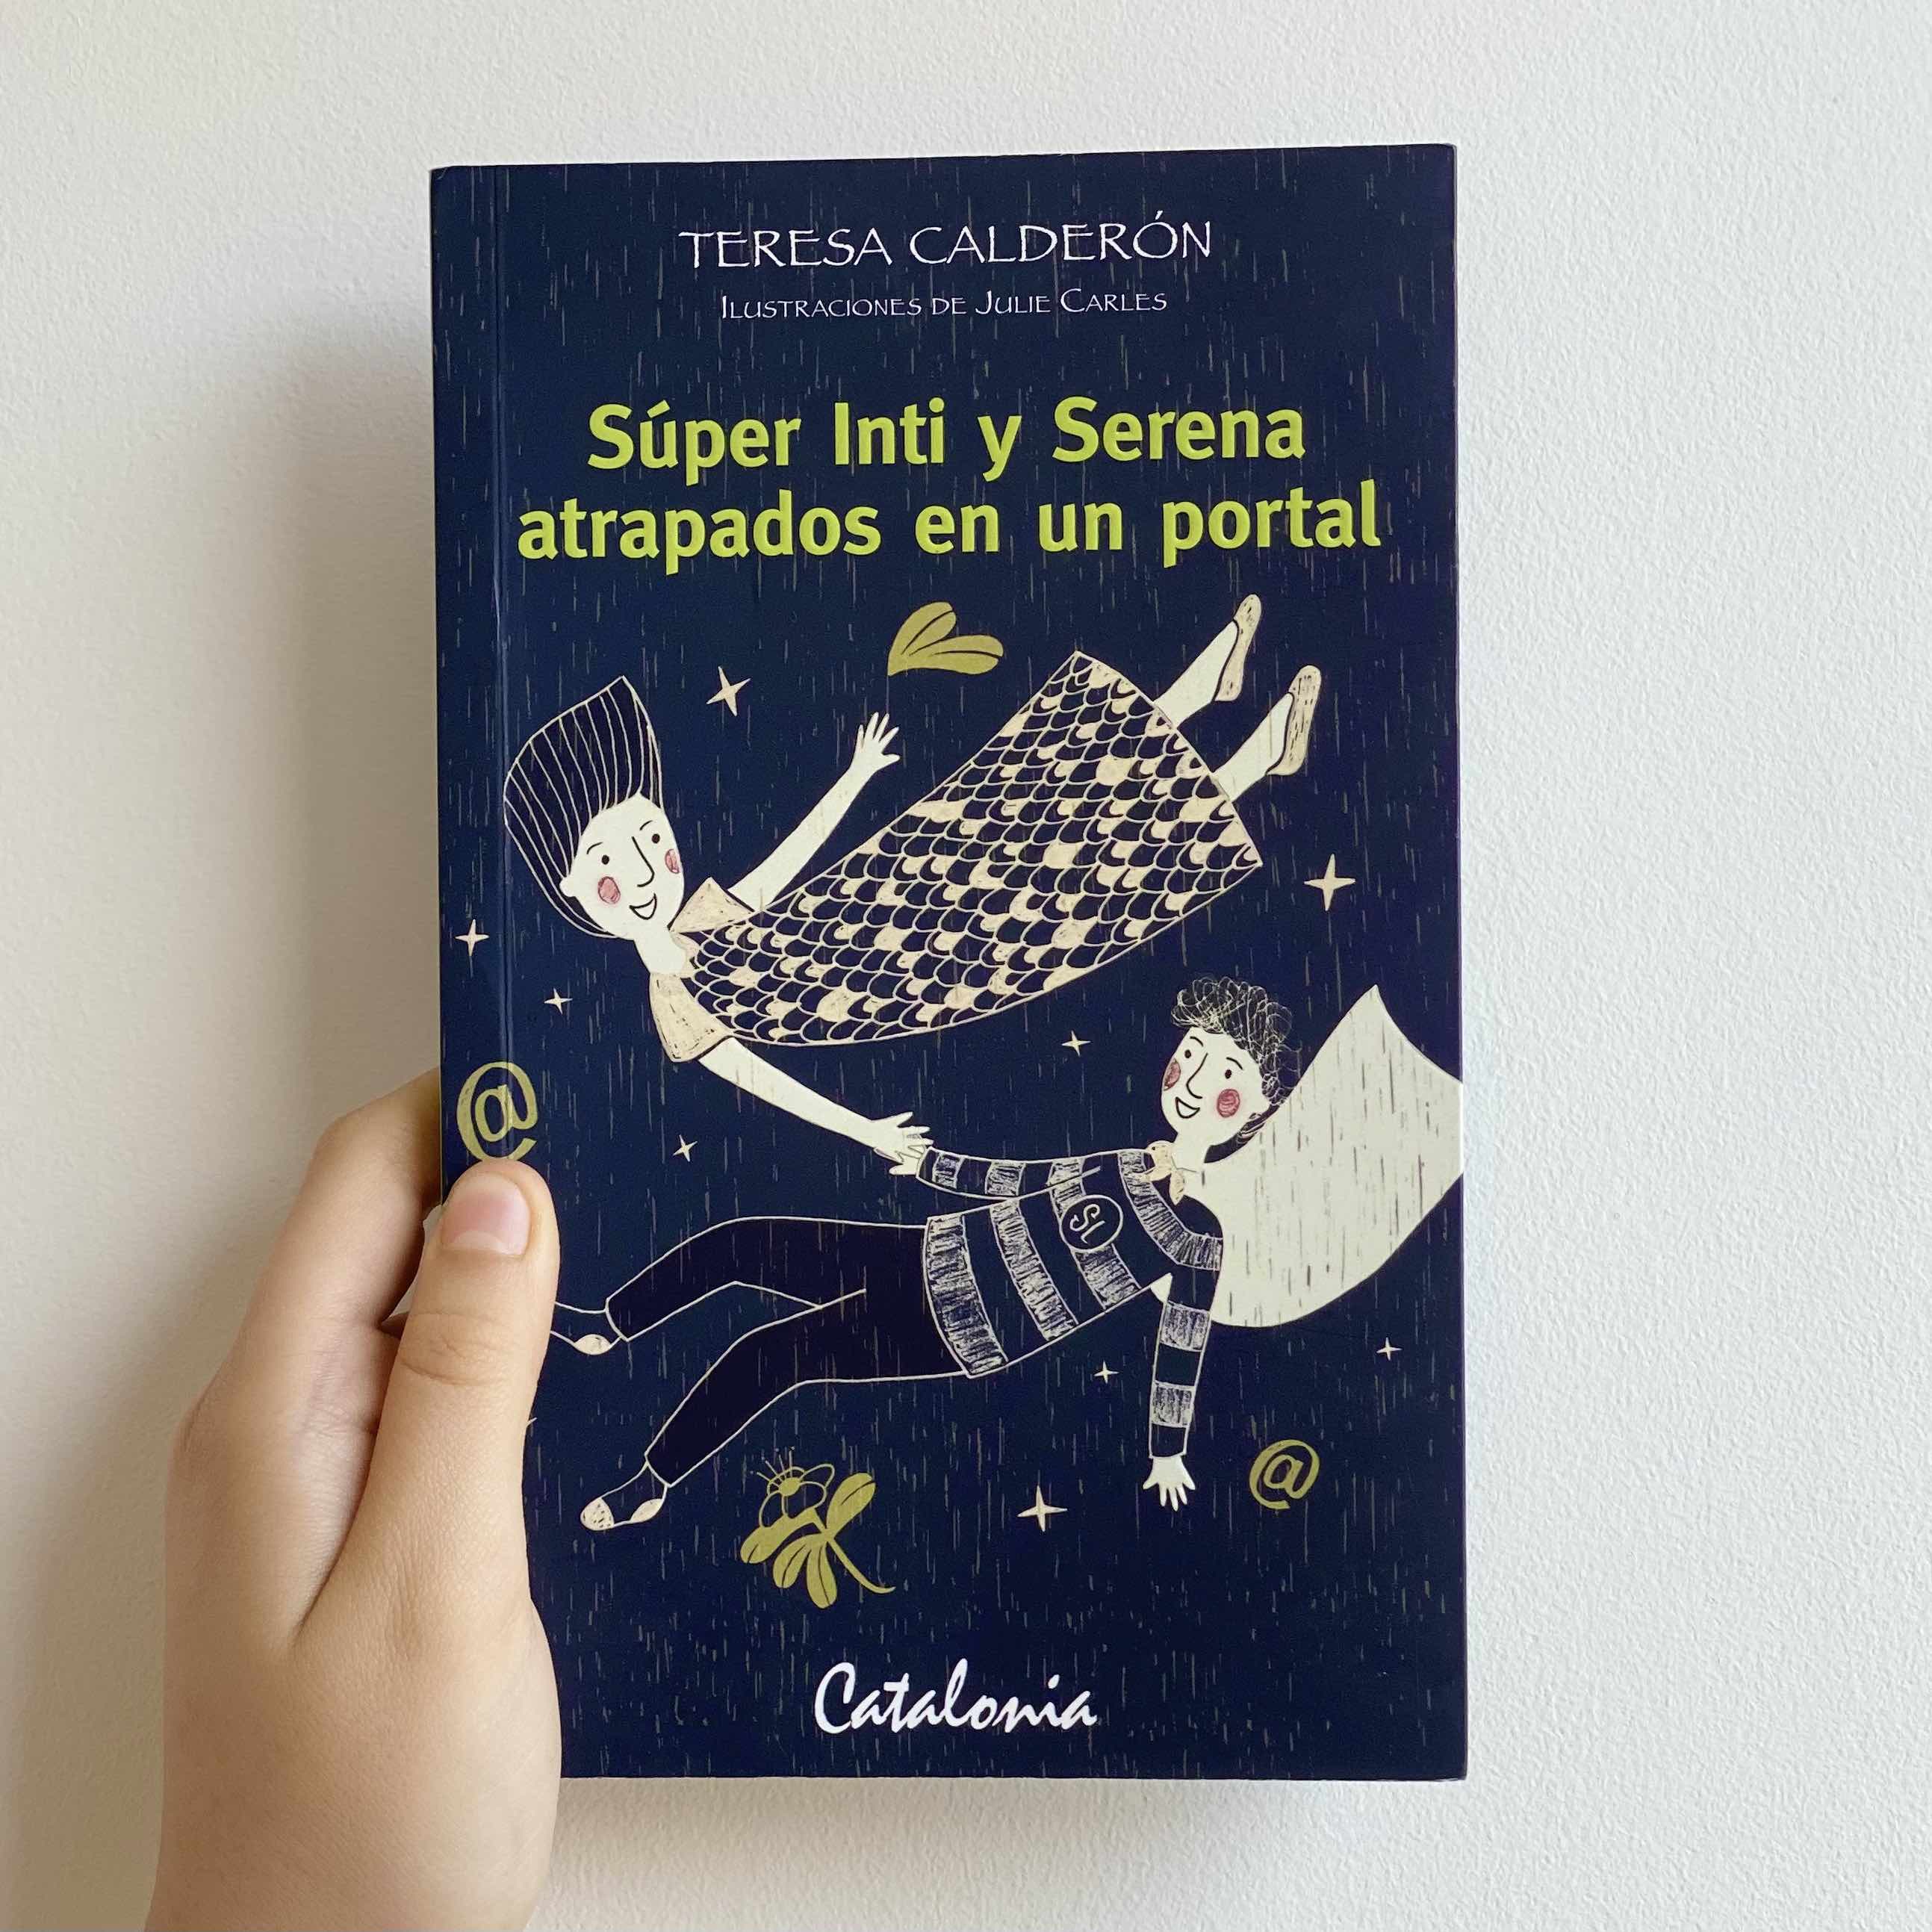 TERESA CALDERÓN
ILUSTRACIONES DE JULIE CARLES
Súper Inti y Serena
atrapados en un portal
@
SI
@
Catalonia